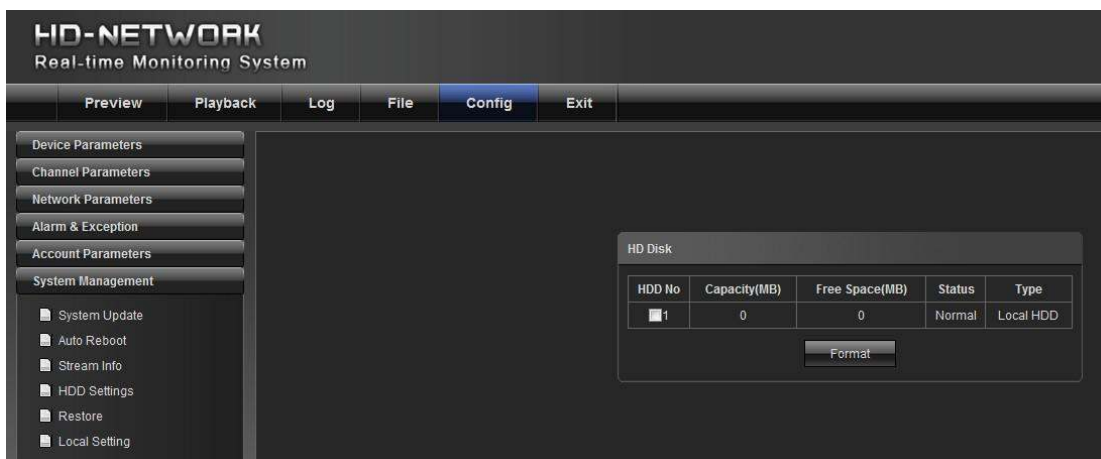 HD-NETWORK
Real-time Monitoring System
Preview Playback Log File Config Exit
Device Parameters
Channel Parameters
Network Parameters
Alarm & Exception
Account Parameters
System Management
System Update
Auto Reboot
Stream Info
HDD Settings
Restore
Local Setting
HD Disk
HDD No Capacity(MB) Free Space(MB) Status Type
1 0 0 Normal Local HDD
Format